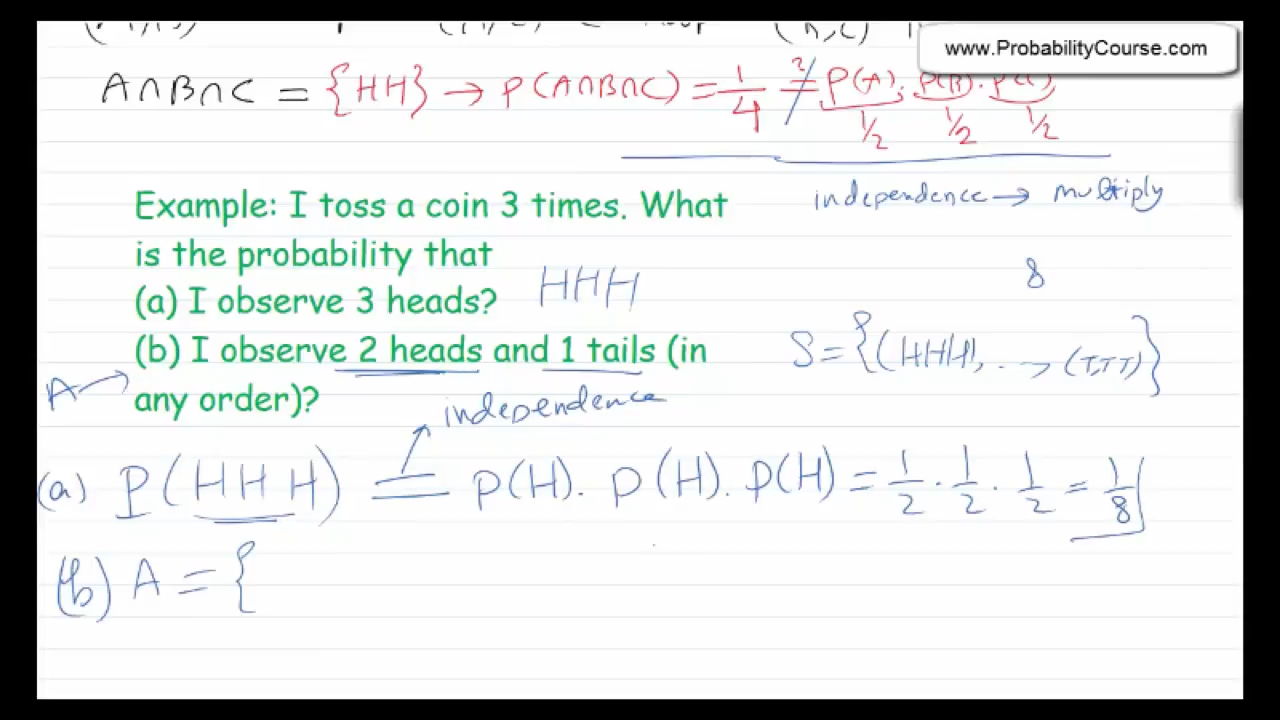 www.ProbabilityCourse.com
A∩B∩C = {HH} → P(A∩B∩C) = 1/4 ≠? P(A). P(B). P(C)
1/2 1/2 1/2
independence → multiply
Example: I toss a coin 3 times. What
is the probability that
(a) I observe 3 heads? HHH
8
(b) I observe 2 heads and 1 tails (in
any order)?
S = {(HHH), ... → (T,TT)}
A →
independence
(a) P(HHH) = P(H). P(H). P(H) = 1/2 . 1/2 . 1/2 = 1/8
(b) A = {